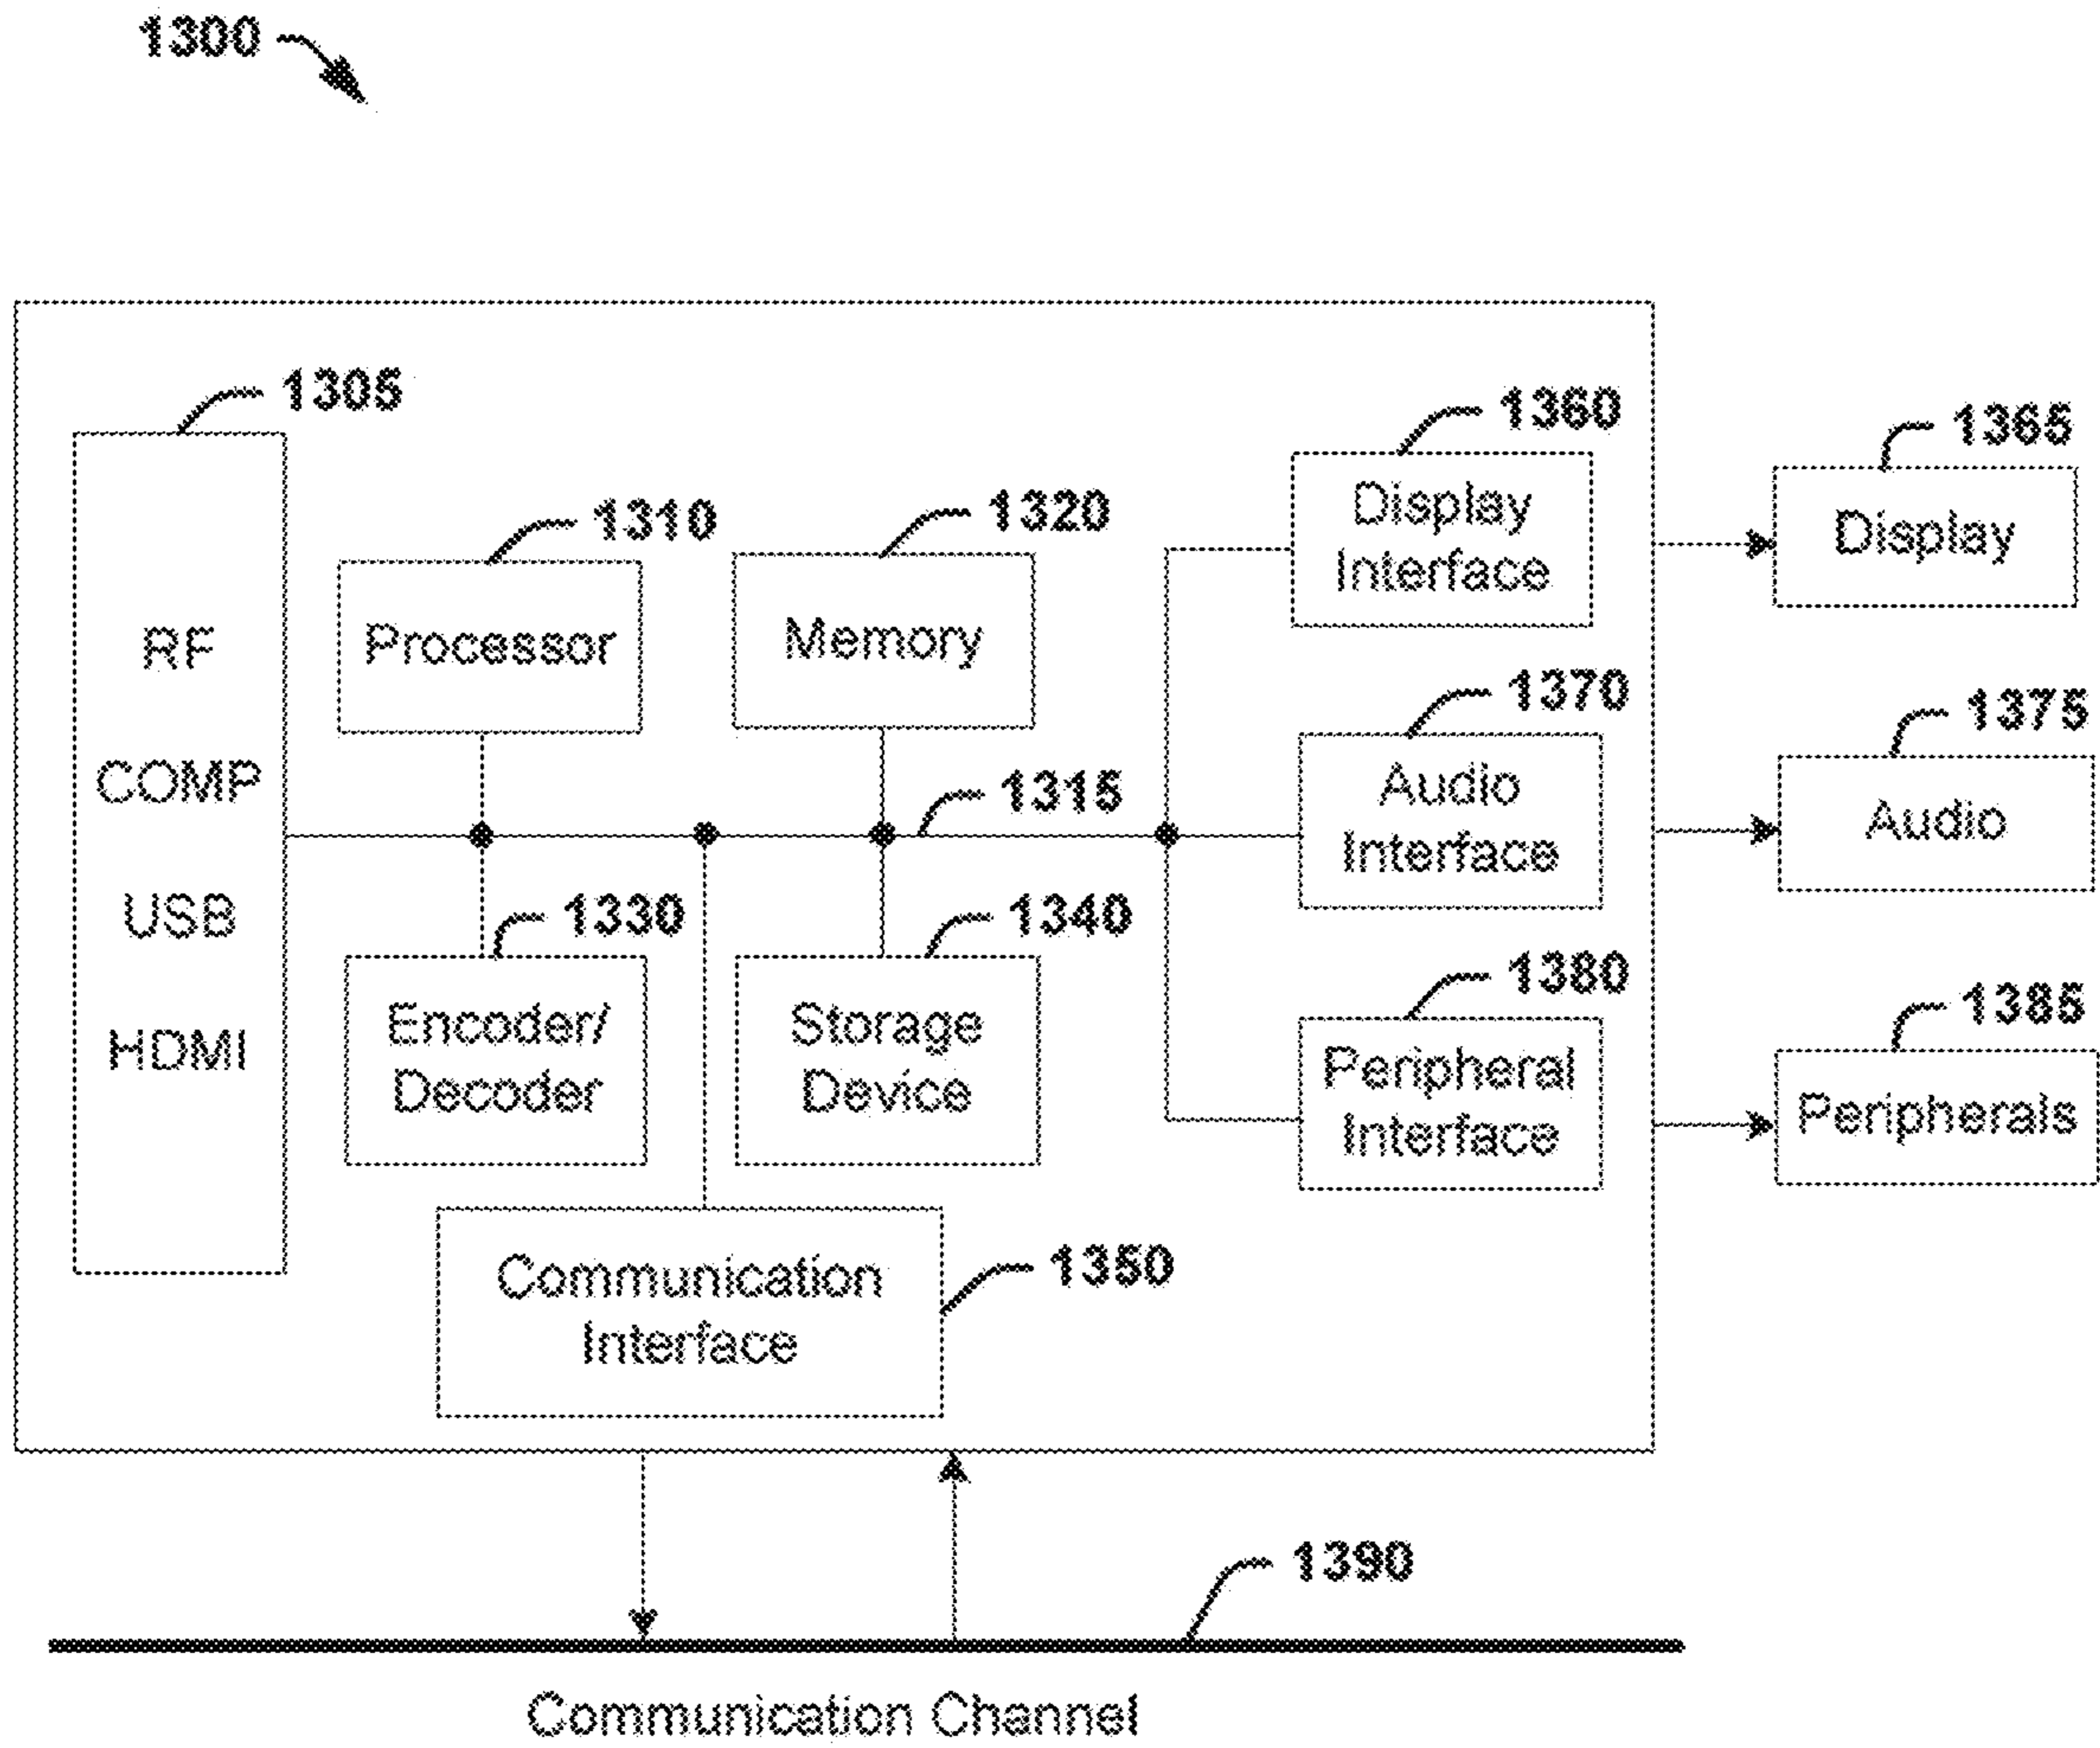 1300
1305
RF
COMP
USB
HDMI
1310
Processor
1320
Memory
1315
1330
Encoder/
Decoder
1340
Storage
Device
1350
Communication
Interface
1360
Display
Interface
1370
Audio
Interface
1380
Peripheral
Interface
1365
Display
1375
Audio
1385
Peripherals
1390
Communication Channel